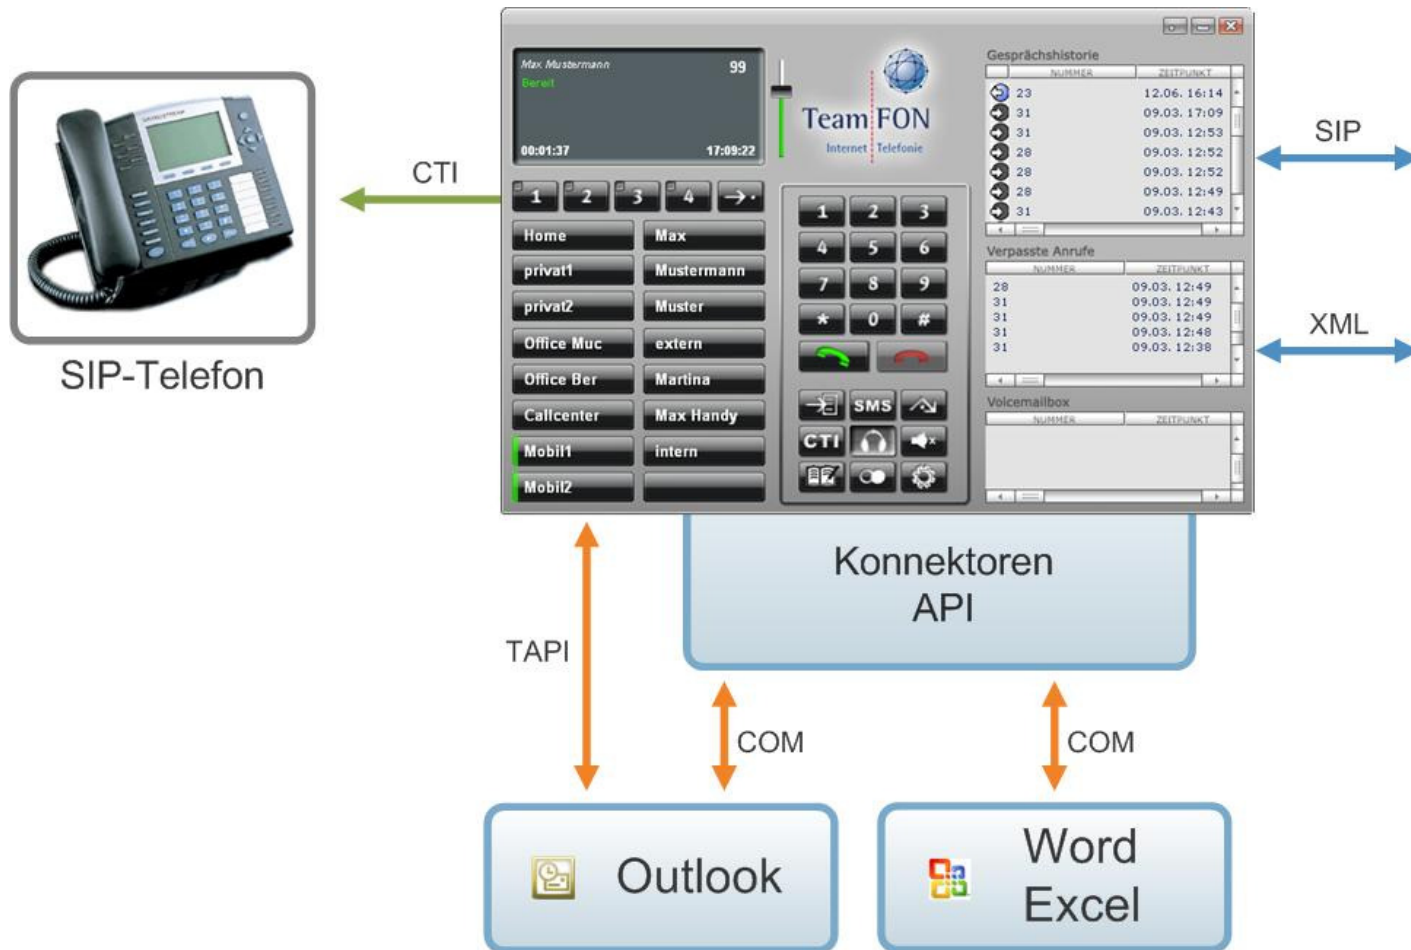 Max Mustermann 99
Bereit
00:01:37 17:09:22
Team FON
Internet Telefonie
1 2 3 4
Home Max
privat1 Mustermann
privat2 Muster
Office Muc extern
Office Ber Martina
Callcenter Max Handy
Mobil1 intern
Mobil2
1 2 3
4 5 6
7 8 9
* 0 #
SMS
CTI
Gesprächshistorie
NUMMER ZEITPUNKT
23 12.06. 16:14
31 09.03. 17:09
31 09.03. 12:53
28 09.03. 12:52
28 09.03. 12:52
28 09.03. 12:49
31 09.03. 12:43
Verpasste Anrufe
NUMMER ZEITPUNKT
28 09.03. 12:49
31 09.03. 12:49
31 09.03. 12:49
31 09.03. 12:48
31 09.03. 12:38
Voicemailbox
NUMMER ZEITPUNKT
CTI
SIP
XML
SIP-Telefon
Konnektoren
API
TAPI
COM
COM
Outlook
Word
Excel